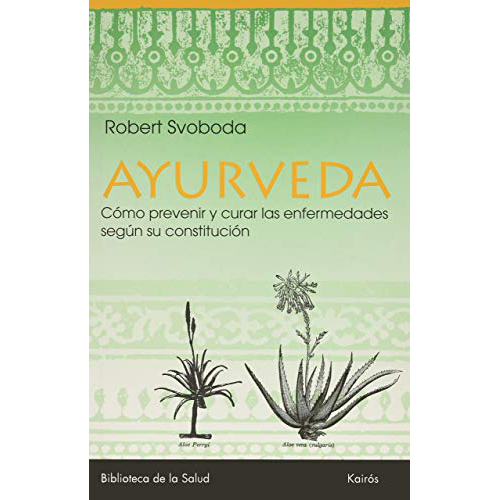 Robert Svoboda
AYURVEDA
Cómo prevenir y curar las enfermedades
según su constitución
Aloe Perryi
Aloe vera (vulgaris)
Biblioteca de la Salud
Kairós